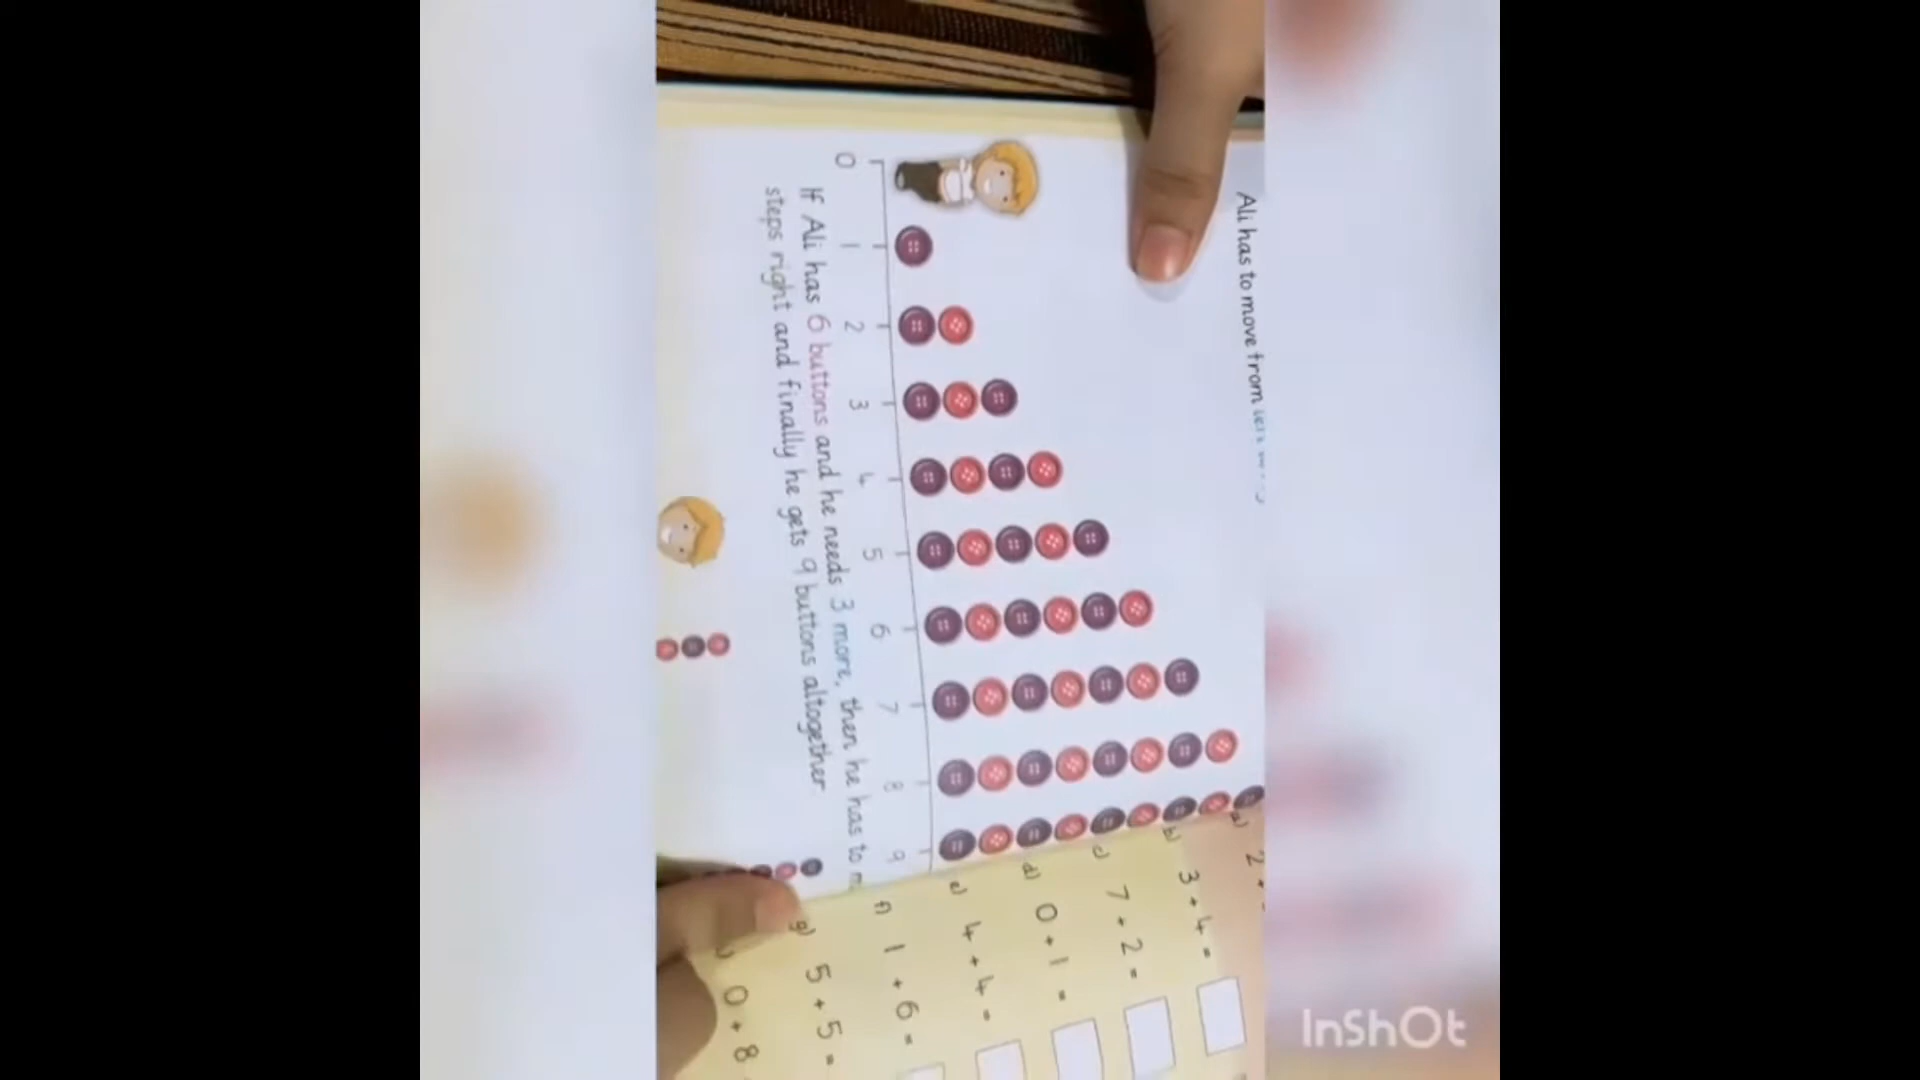 Ali has to move from
0 1 2 3 4 5 6 7 8 9
If Ali has 6 buttons and he needs 3 more, then he has to
steps right and finally he gets 9 buttons altogether.
a) 2 +
b) 3 + 4 =
c) 7 + 2 =
d) 0 + 1 =
e) 4 + 4 =
f) 1 + 6 =
g) 5 + 5 =
0 + 8
InShOt